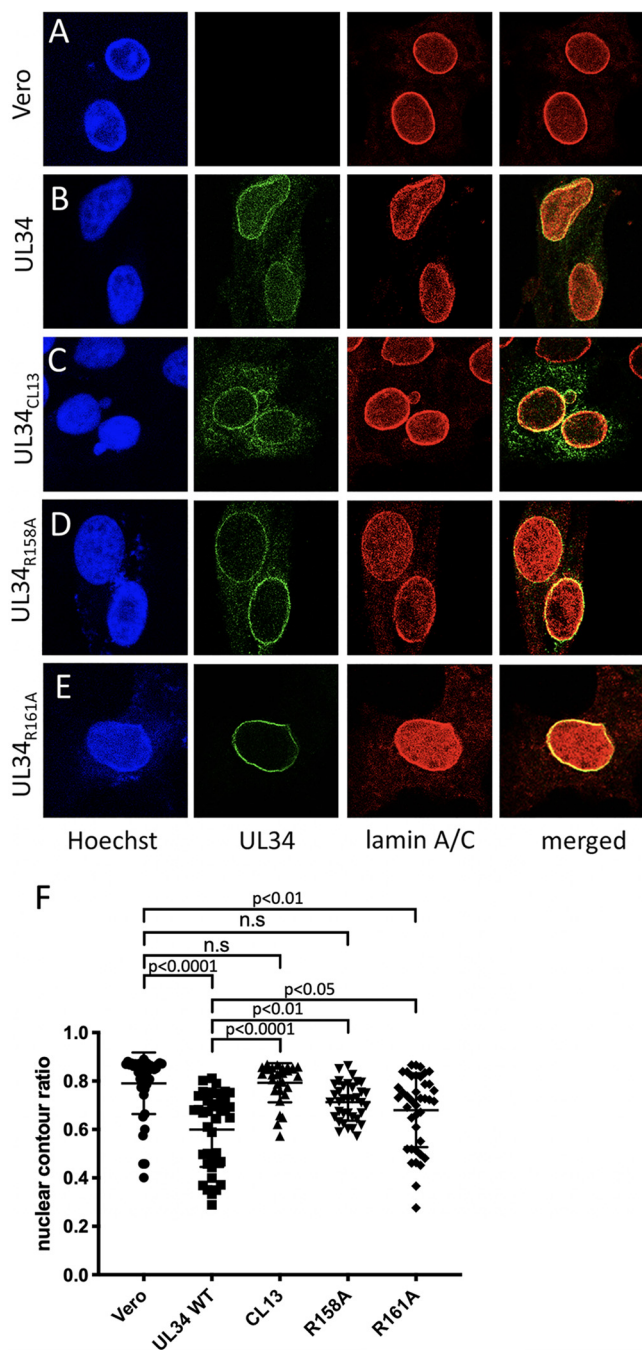 A
Vero
B
UL34
C
UL34CL13
D
UL34R158A
E
UL34R161A
Hoechst UL34 lamin A/C merged
F
p<0.01
n.s
n.s
p<0.0001
p<0.05
p<0.01
p<0.0001
nuclear contour ratio
1.0
0.8
0.6
0.4
0.2
0.0
Vero
UL34 WT
CL13
R158A
R161A